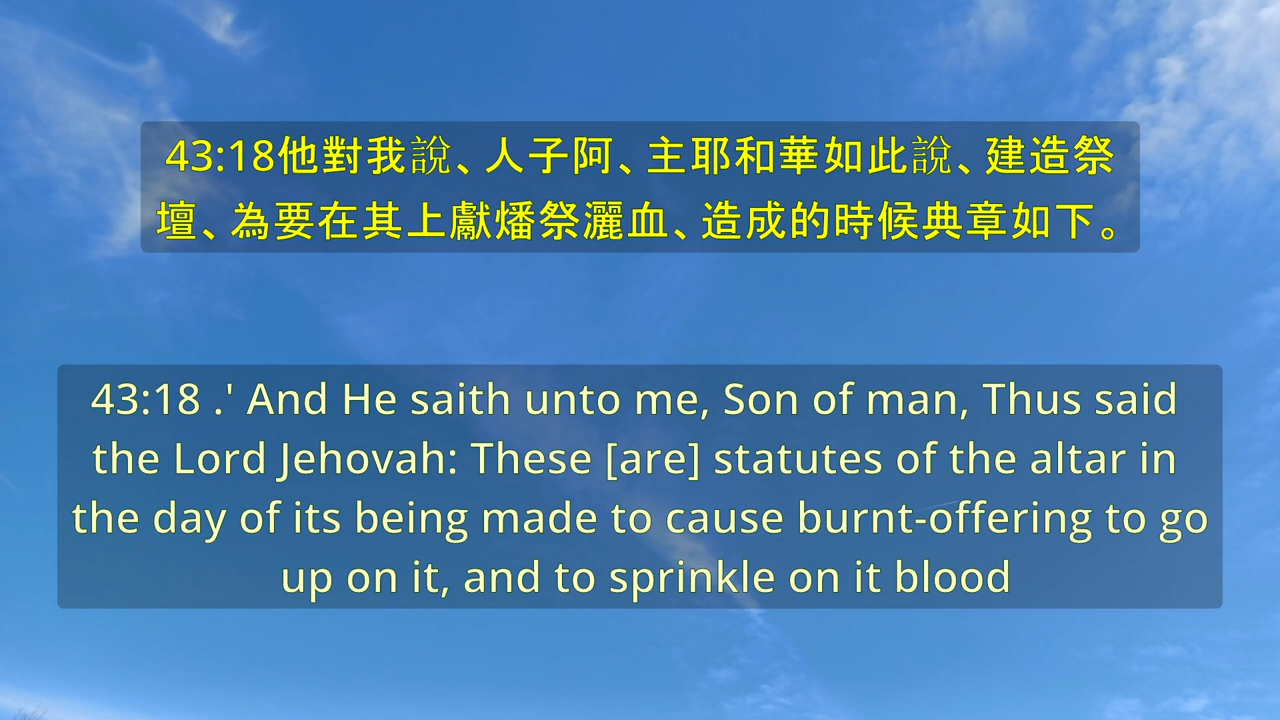 43:18他對我說、人子阿、主耶和華如此說、建造祭
壇、為要在其上獻燔祭灑血、造成的時候典章如下。
43:18 .' And He saith unto me, Son of man, Thus said
the Lord Jehovah: These [are] statutes of the altar in
the day of its being made to cause burnt-offering to go
up on it, and to sprinkle on it blood